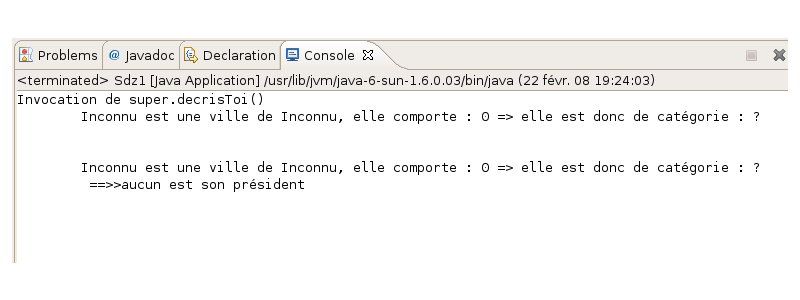 Problems @ Javadoc Declaration Console
<terminated> Sdz1 [Java Application] /usr/lib/jvm/java-6-sun-1.6.0.03/bin/java (22 févr. 08 19:24:03)
Invocation de super.decrisToi()
Inconnu est une ville de Inconnu, elle comporte : 0 => elle est donc de catégorie : ?
Inconnu est une ville de Inconnu, elle comporte : 0 => elle est donc de catégorie : ?
==>>aucun est son président